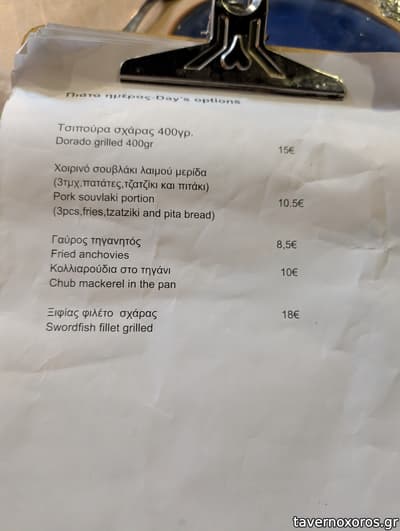 Πιάτα ημέρας-Day's options
Τσιπούρα σχάρας 400γρ.
Dorado grilled 400gr 15€
Χοιρινό σουβλάκι λαιμού μερίδα
(3τμχ,πατάτες,τζατζίκι και πιτάκι)
Pork souvlaki portion 10.5€
(3pcs,fries,tzatziki and pita bread)
Γαύρος τηγανητός 8,5€
Fried anchovies
Κολλιαρούδια στο τηγάνι 10€
Chub mackerel in the pan
Ξιφίας φιλέτο σχάρας 18€
Swordfish fillet grilled
tavernoxoros.gr